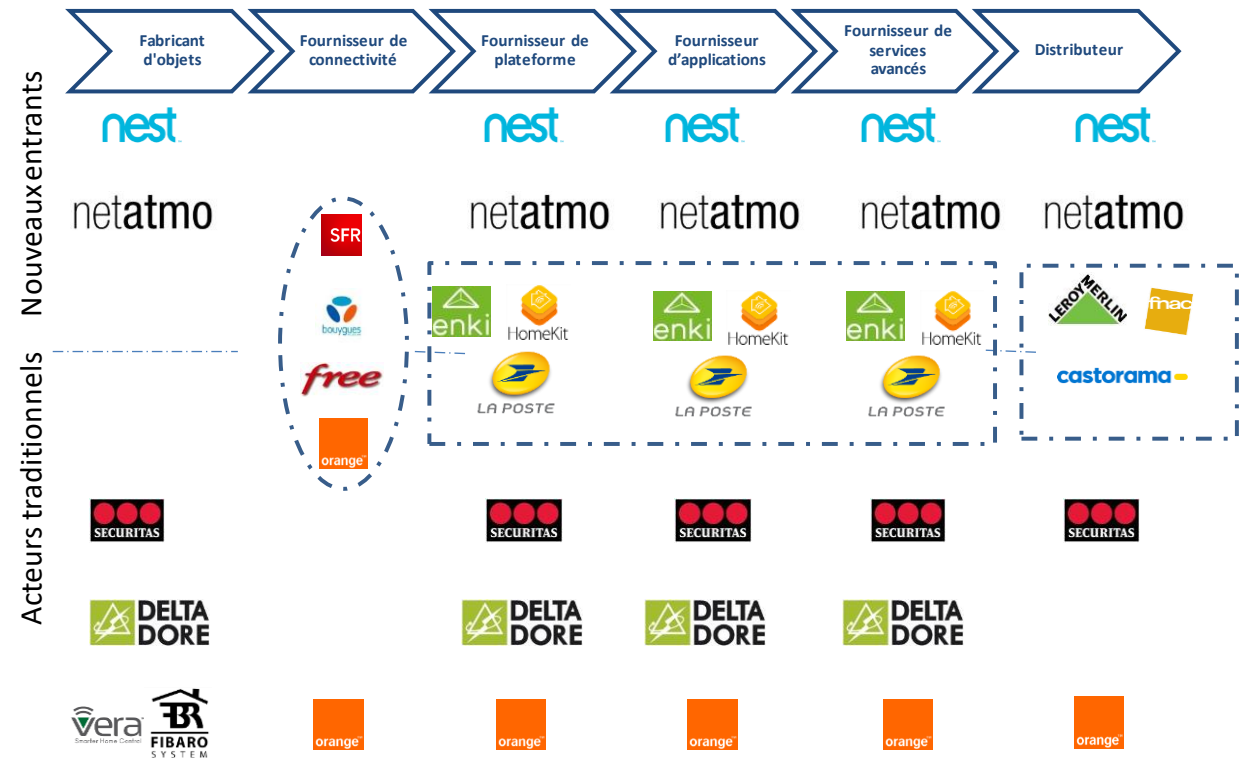 Fabricant
d'objets
Fournisseur de
connectivité
Fournisseur de
plateforme
Fournisseur
d'applications
Fournisseur de
services
avancés
Distributeur
Nouveaux entrants
nest
nest
nest
nest
nest
netatmo
netatmo
netatmo
netatmo
netatmo
SFR
bouygues
free
orange
enki
HomeKit
LA POSTE
enki
HomeKit
LA POSTE
enki
HomeKit
LA POSTE
LEROY MERLIN
fnac
castorama
Acteurs traditionnels
SECURITAS
SECURITAS
SECURITAS
SECURITAS
SECURITAS
DELTA
DORE
DELTA
DORE
DELTA
DORE
DELTA
DORE
vera
Smarter Home Control
FIBARO
SYSTEM
orange
orange
orange
orange
orange